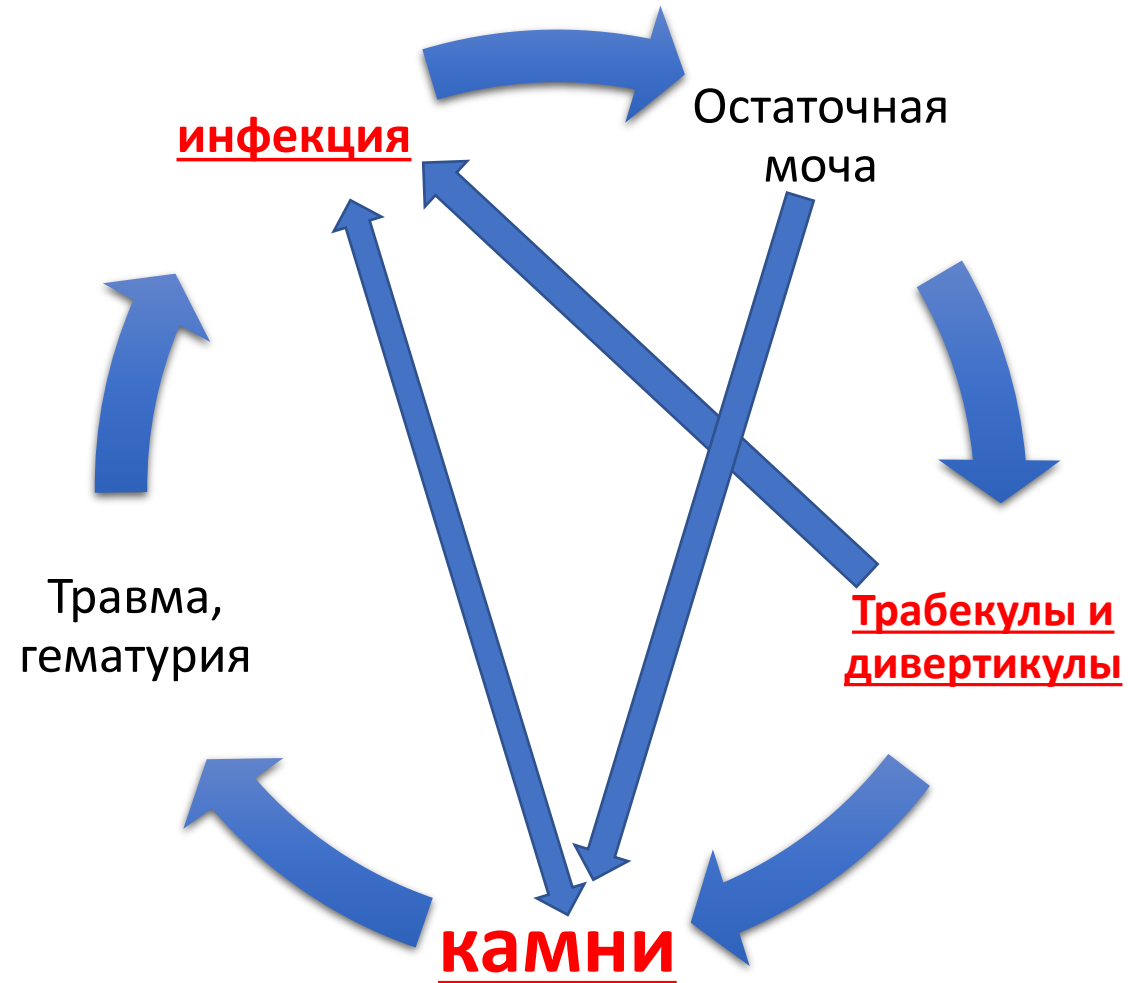 инфекция
Остаточная
моча
Травма,
гематурия
Трабекулы и
дивертикулы
камни